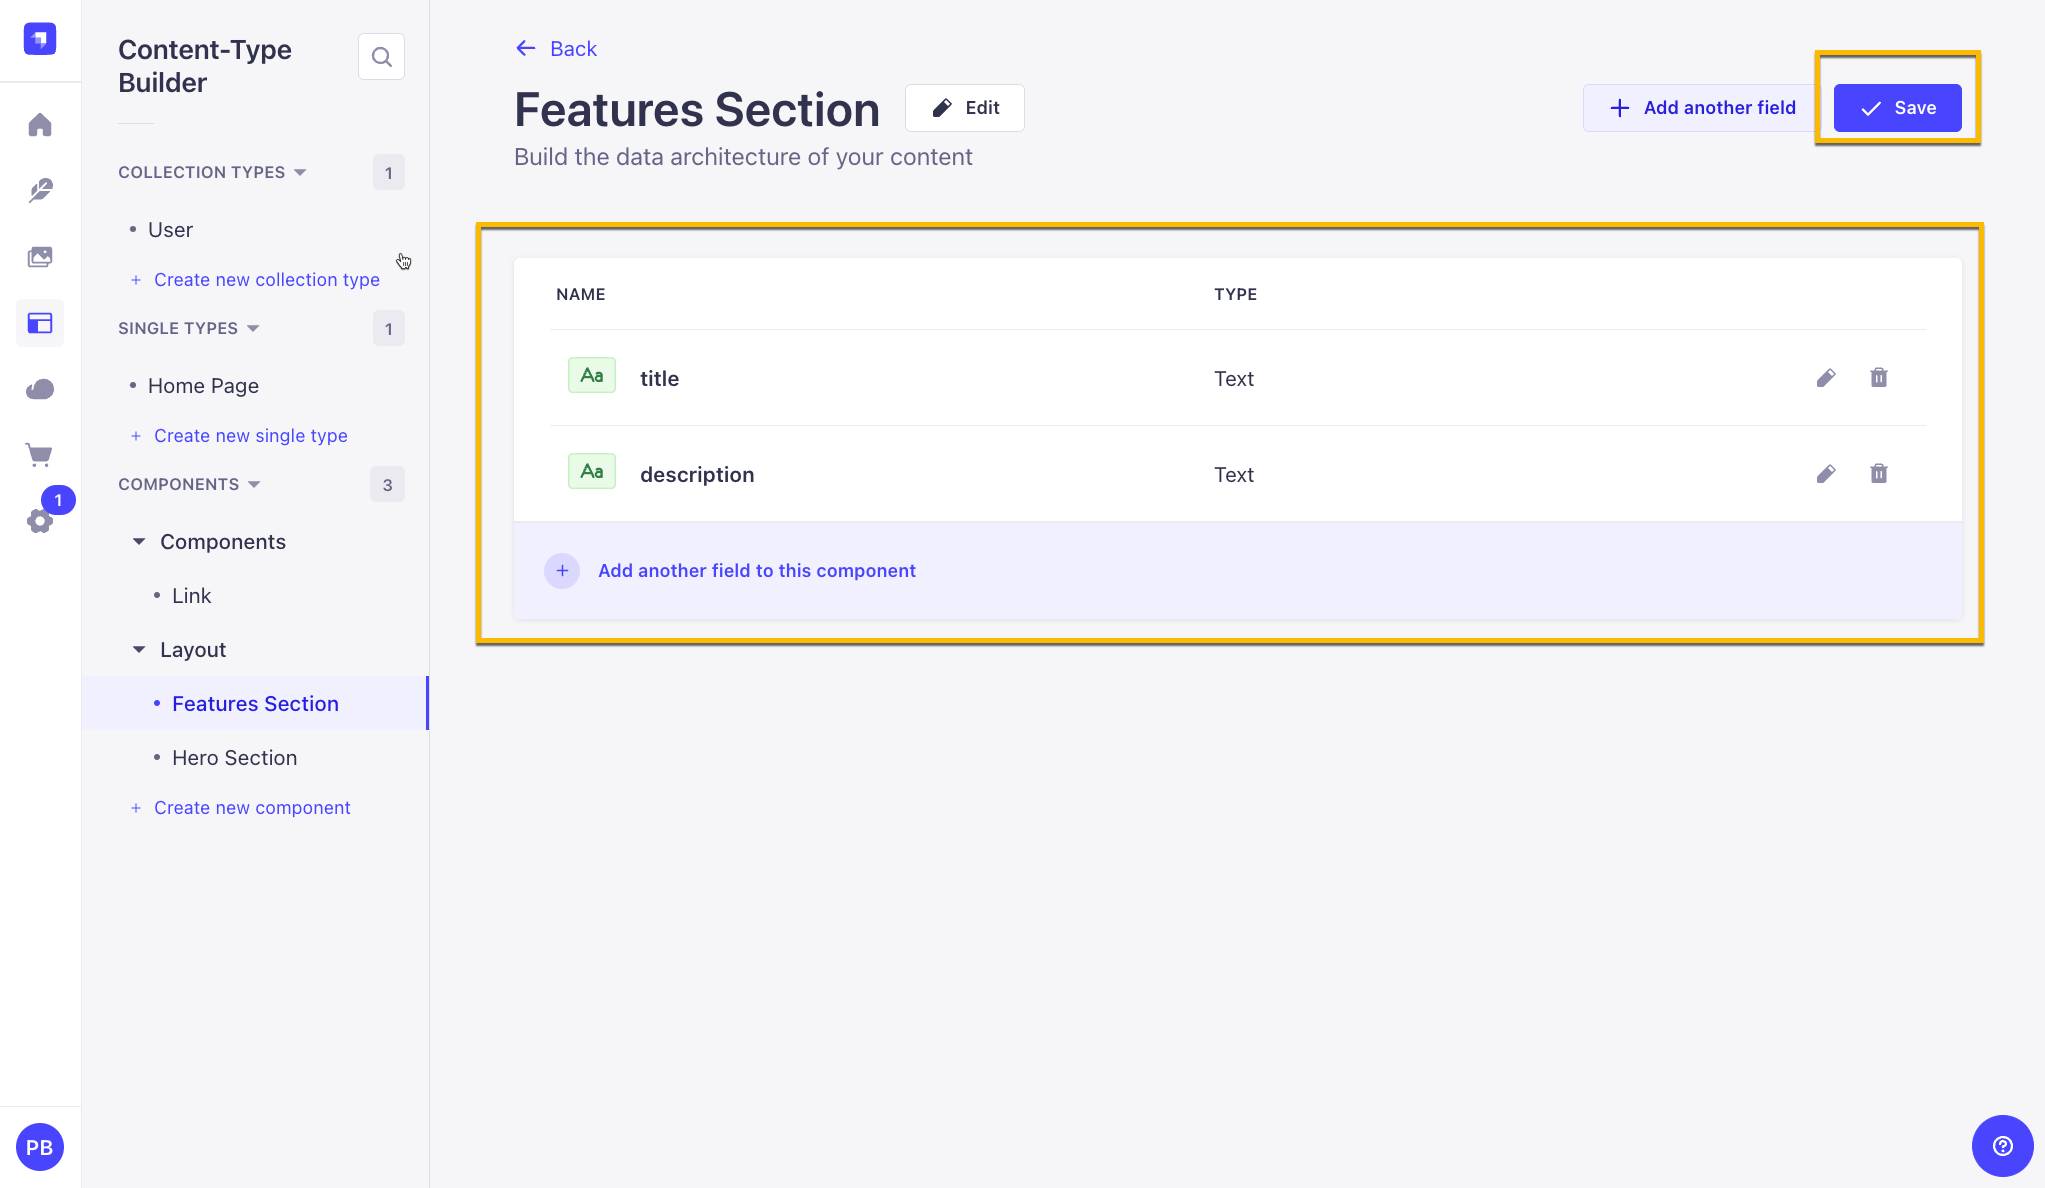 Content-Type
Builder
COLLECTION TYPES
1
User
+ Create new collection type
SINGLE TYPES
1
Home Page
+ Create new single type
COMPONENTS
3
1
Components
Link
Layout
Features Section
Hero Section
+ Create new component
PB
Back
Features Section
Edit
Build the data architecture of your content
Add another field
Save
NAME TYPE
Aa title Text
Aa description Text
+ Add another field to this component